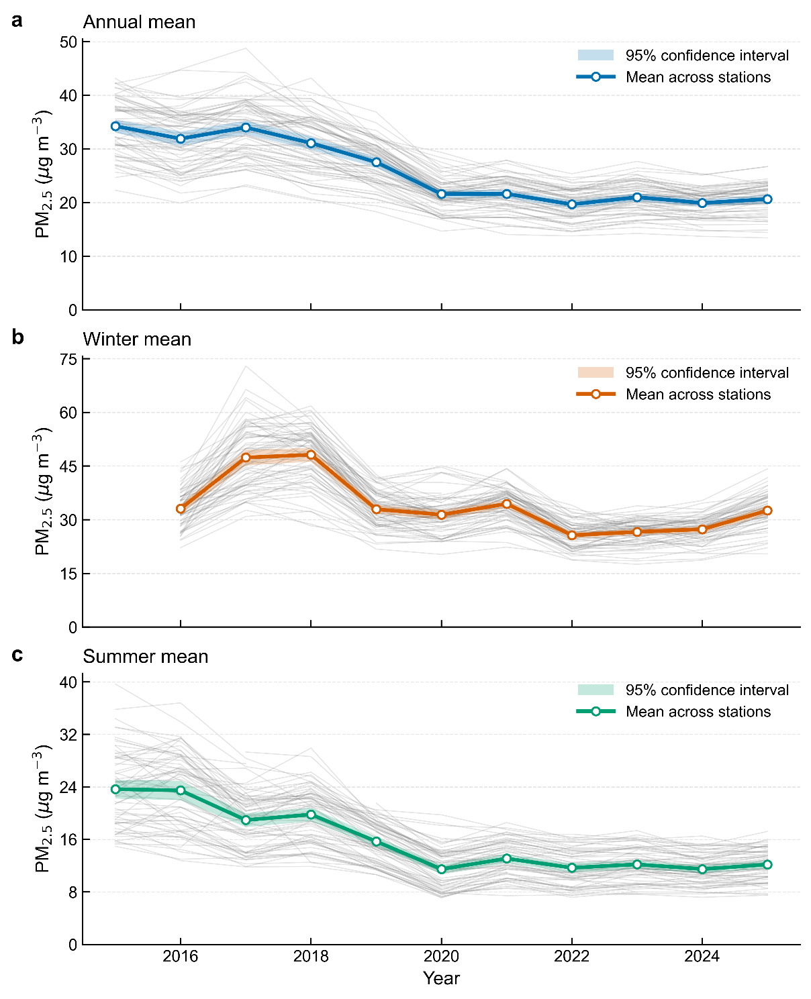 a
Annual mean
50
40
30
20
10
0
PM₂.₅ (μg m⁻³)
95% confidence interval
Mean across stations
b
Winter mean
75
60
45
30
15
0
PM₂.₅ (μg m⁻³)
95% confidence interval
Mean across stations
c
Summer mean
40
32
24
16
8
0
PM₂.₅ (μg m⁻³)
95% confidence interval
Mean across stations
2016 2018 2020 2022 2024
Year